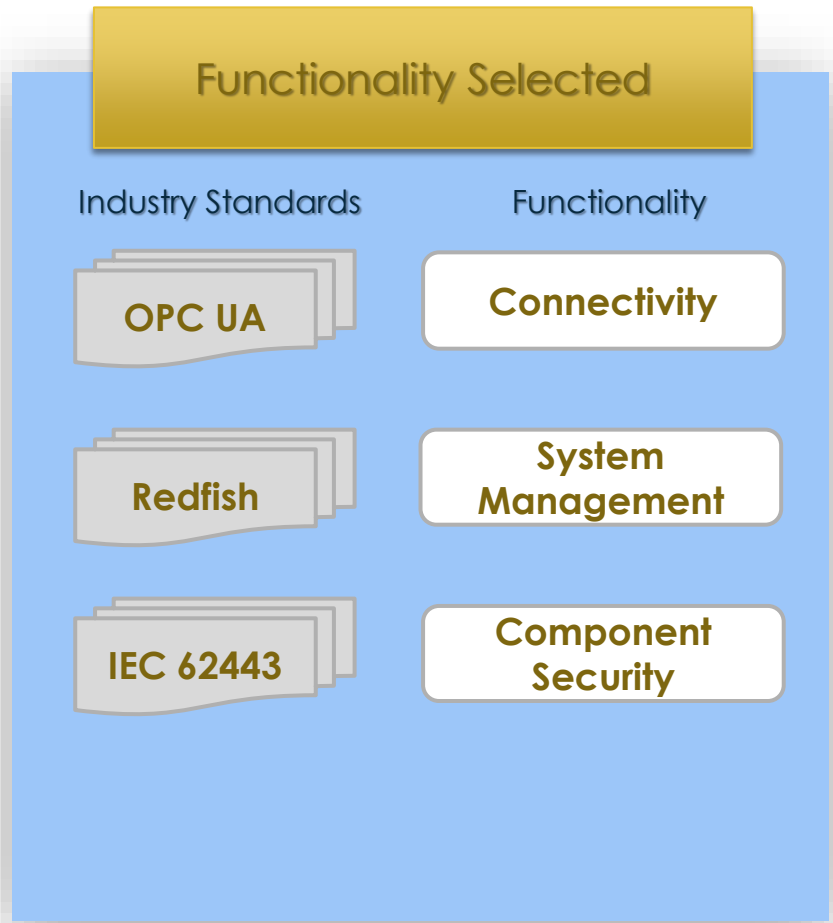 Functionality Selected
Industry Standards
Functionality
OPC UA
Connectivity
Redfish
System
Management
IEC 62443
Component
Security